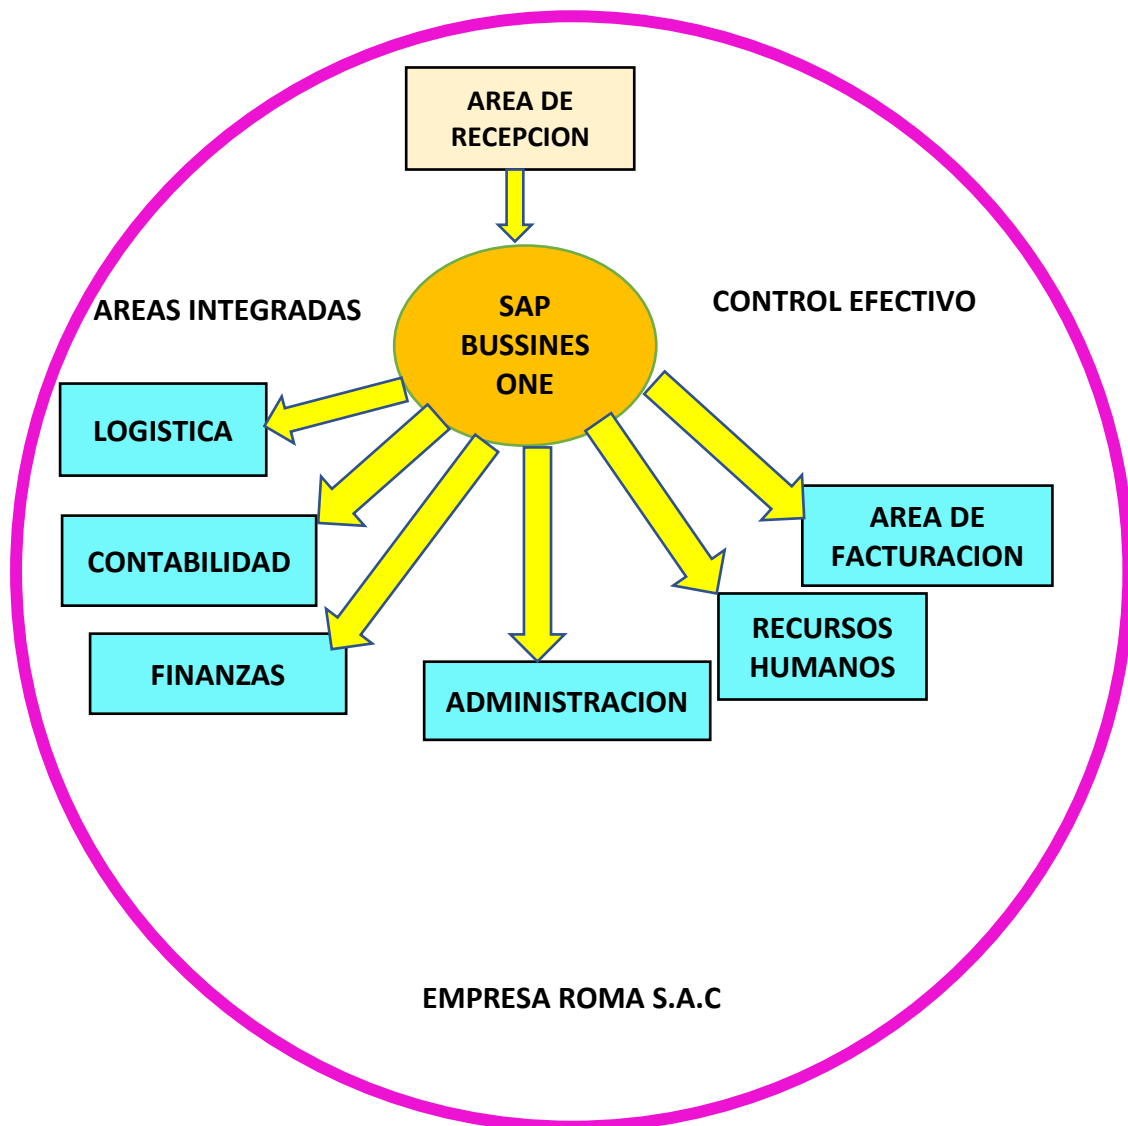 AREA DE
RECEPCION
SAP
BUSSINES
ONE
AREAS INTEGRADAS
CONTROL EFECTIVO
LOGISTICA
CONTABILIDAD
FINANZAS
ADMINISTRACION
RECURSOS
HUMANOS
AREA DE
FACTURACION
EMPRESA ROMA S.A.C